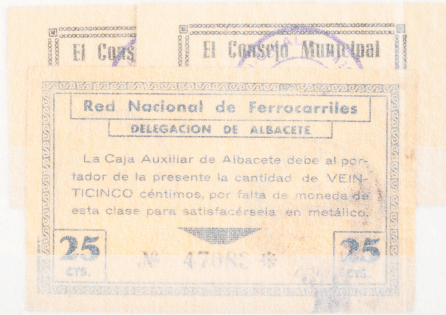 El Cons
El Consejo Municipal
Red Nacional de Ferrocarriles
DELEGACION DE ALBACETE
La Caja Auxiliar de Albacete debe al por-
tador de la presente la cantidad de VEIN-
TICINCO céntimos, por falta de moneda de
esta clase para satisfacérsela en metálico.
25 25
CTS. Nº CTS.